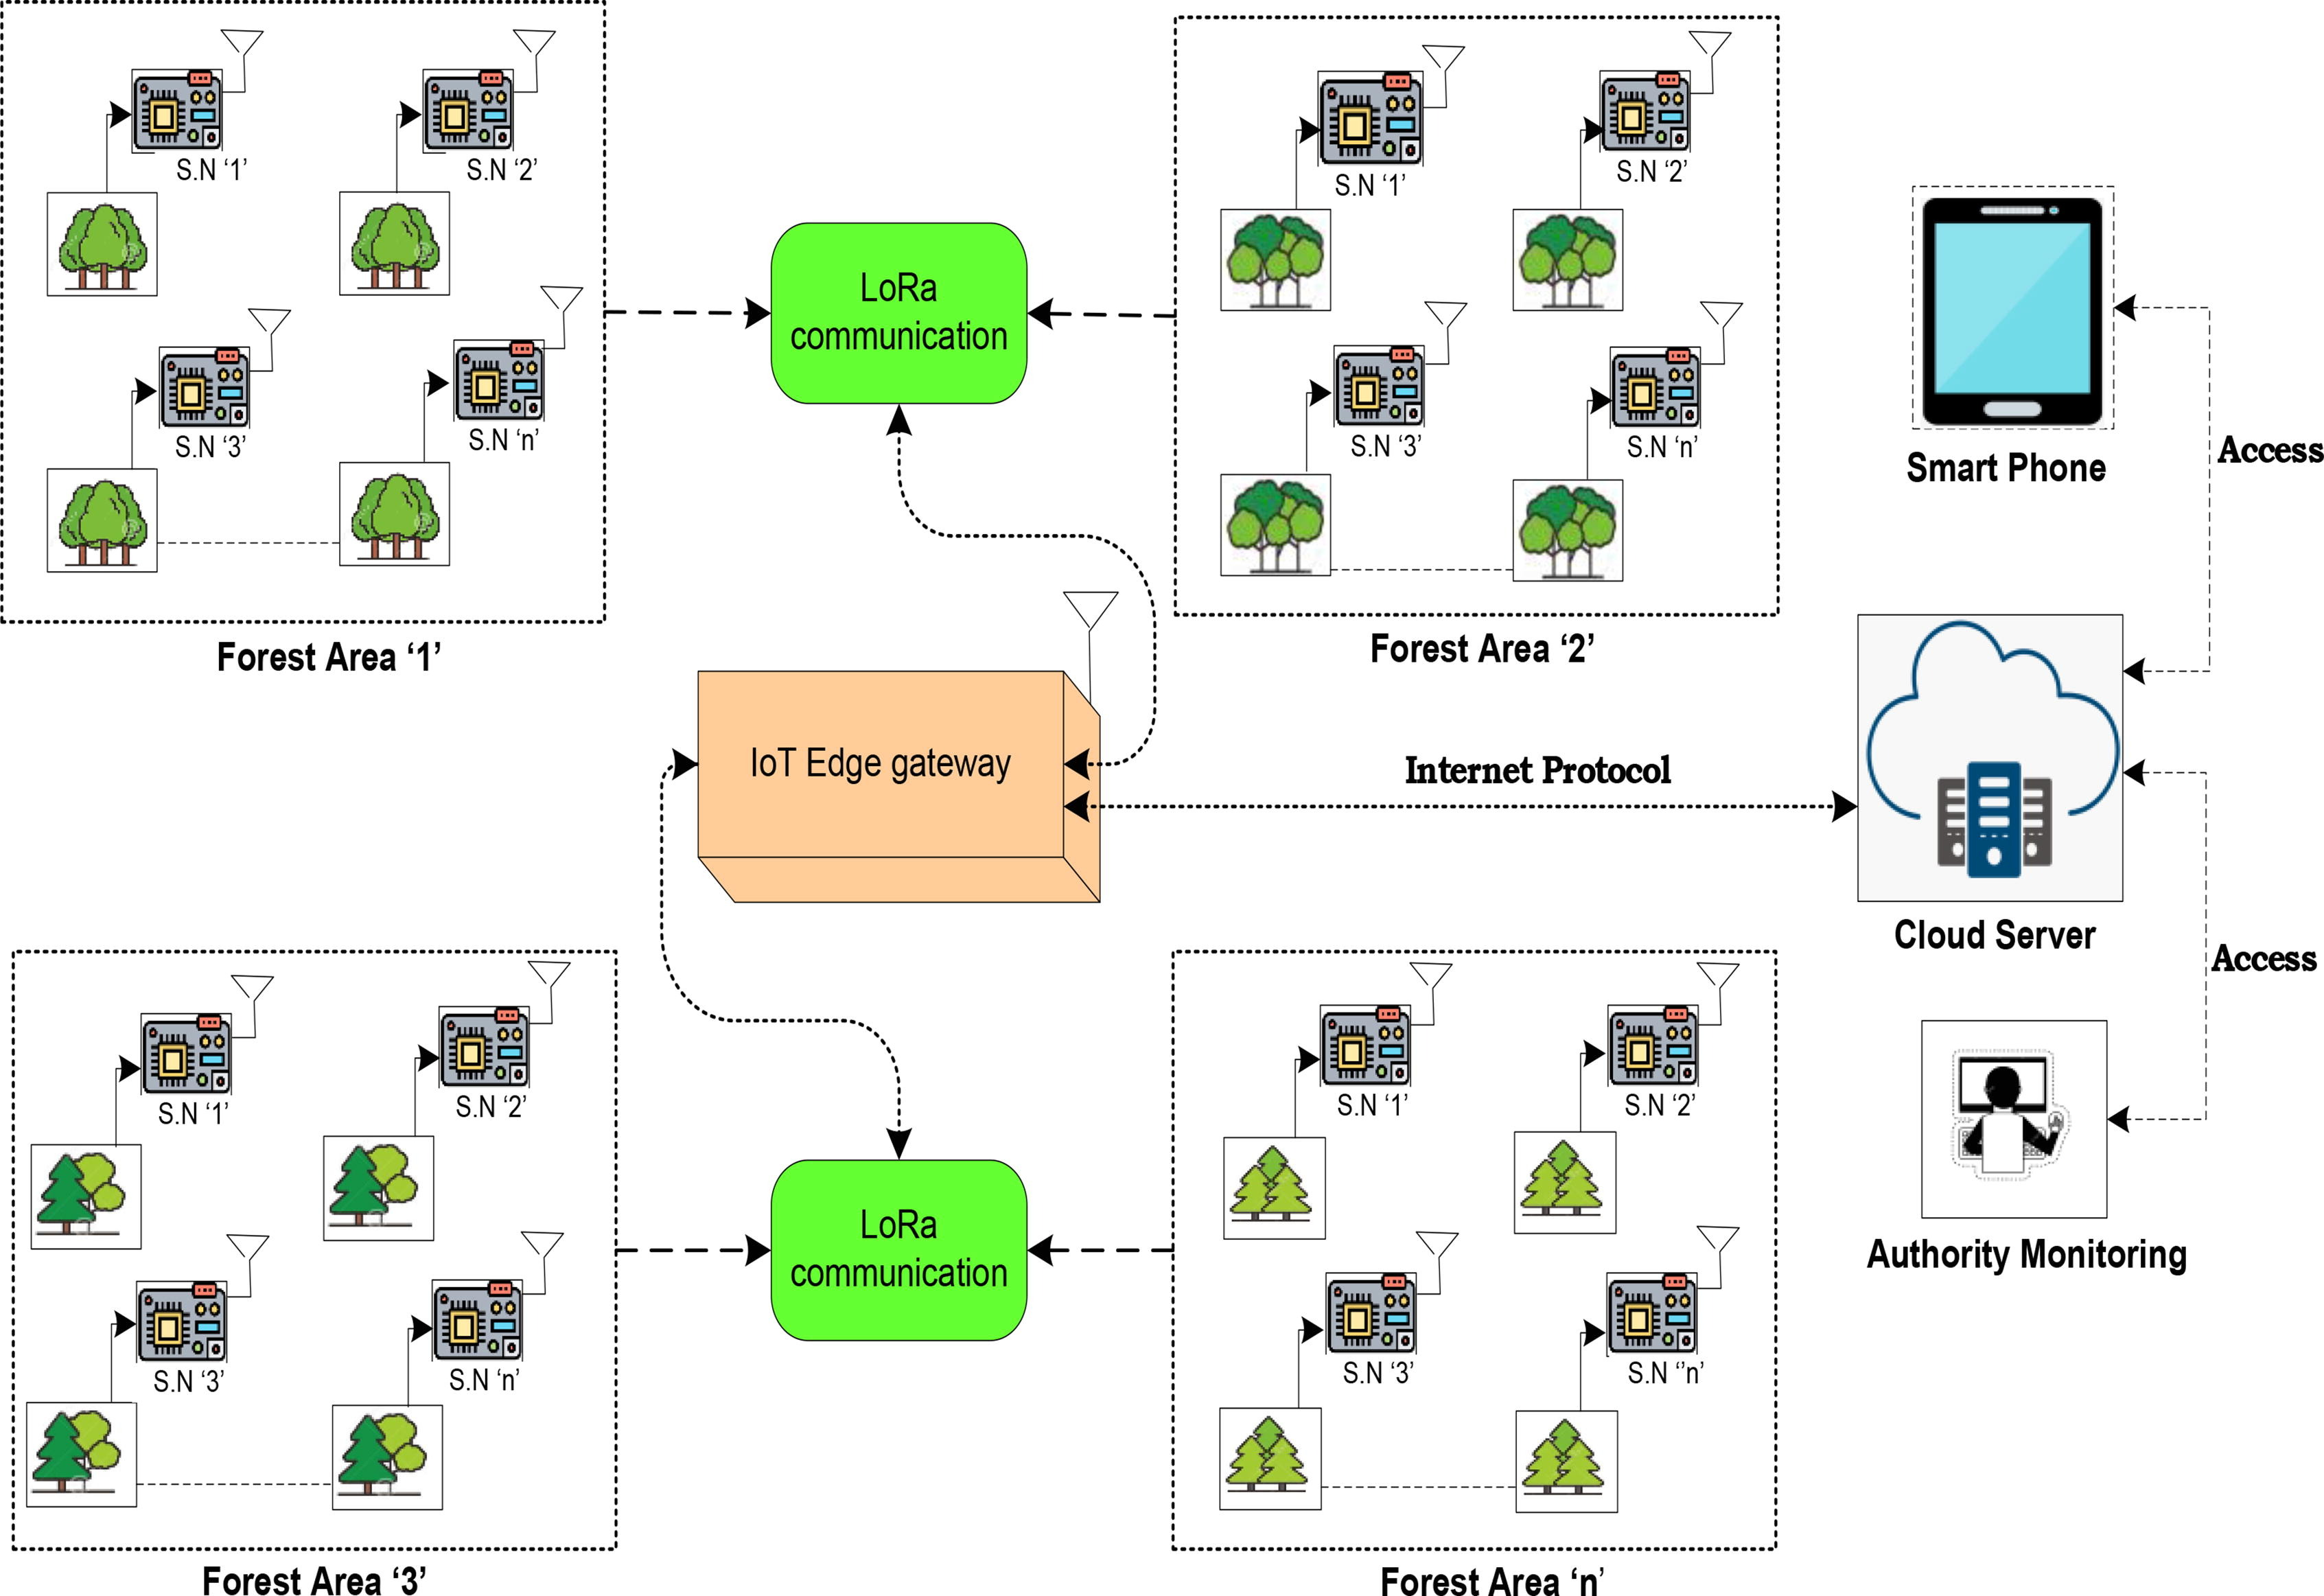 S.N ‘1’
S.N ‘2’
S.N ‘3’
S.N ‘n’
Forest Area ‘1’
LoRa
communication
S.N ‘1’
S.N ‘2’
S.N ‘3’
S.N ‘n’
Forest Area ‘2’
Smart Phone
Access
IoT Edge gateway
Internet Protocol
Cloud Server
Access
Authority Monitoring
S.N ‘1’
S.N ‘2’
S.N ‘3’
S.N ‘n’
Forest Area ‘3’
LoRa
communication
S.N ‘1’
S.N ‘2’
S.N ‘3’
S.N ‘’n’
Forest Area ‘n’